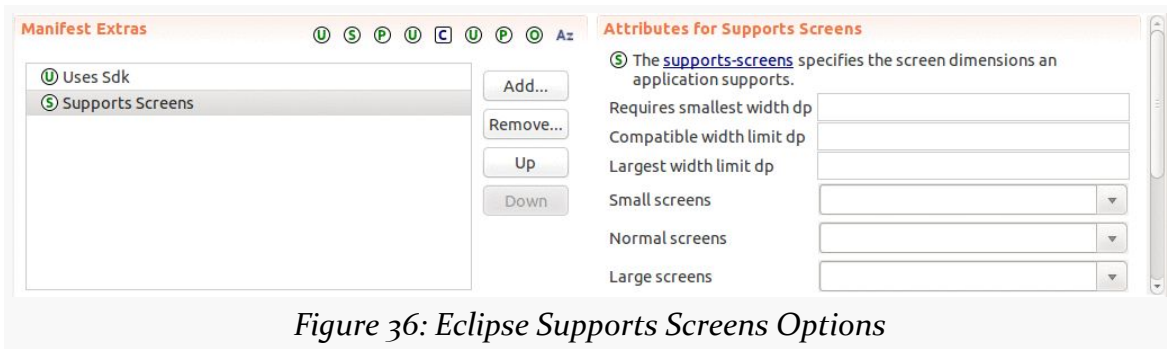 Manifest Extras
U S P U C U P O Az
Uses Sdk
Supports Screens
Add...
Remove...
Up
Down
Attributes for Supports Screens
S The supports-screens specifies the screen dimensions an
application supports.
Requires smallest width dp
Compatible width limit dp
Largest width limit dp
Small screens
Normal screens
Large screens
Figure 36: Eclipse Supports Screens Options